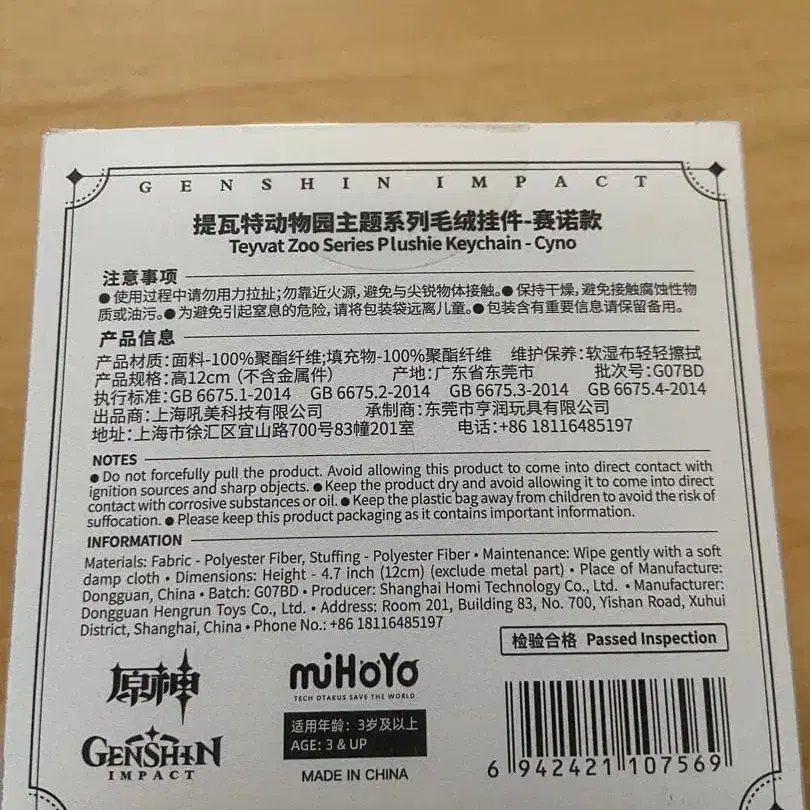 GENSHIN IMPACT
提瓦特动物园主题系列毛绒挂件-赛诺款
Teyvat Zoo Series Plushie Keychain - Cyno
注意事项
● 使用过程中请勿用力拉扯;勿靠近火源,避免与尖锐物体接触。● 保持干燥,避免接触腐蚀性物
质或油污。● 为避免引起窒息的危险,请将包装袋远离儿童。● 包装含有重要信息请保留备用。
产品信息
产品材质:面料-100%聚酯纤维;填充物-100%聚酯纤维 维护保养:软湿布轻轻擦拭
产品规格:高12cm(不含金属件) 产地:广东省东莞市 批次号:G07BD
执行标准:GB 6675.1-2014 GB 6675.2-2014 GB 6675.3-2014 GB 6675.4-2014
出品商:上海吼美科技有限公司 承制商:东莞市亨润玩具有限公司
地址:上海市徐汇区宜山路700号83幢201室 电话:+86 18116485197
NOTES
● Do not forcefully pull the product. Avoid allowing this product to come into direct contact with
ignition sources and sharp objects. ● Keep the product dry and avoid allowing it to come into direct
contact with corrosive substances or oil. ● Keep the plastic bag away from children to avoid the risk of
suffocation. ● Please keep this product packaging as it contains important information.
INFORMATION
Materials: Fabric - Polyester Fiber, Stuffing - Polyester Fiber • Maintenance: Wipe gently with a soft
damp cloth • Dimensions: Height - 4.7 inch (12cm) (exclude metal part) • Place of Manufacture:
Dongguan, China • Batch: G07BD • Producer: Shanghai Homi Technology Co., Ltd. • Manufacturer:
Dongguan Hengrun Toys Co., Ltd. • Address: Room 201, Building 83, No. 700, Yishan Road, Xuhui
District, Shanghai, China • Phone No.: +86 18116485197
检验合格 Passed Inspection
原神
GENSHIN
IMPACT
miHoYo
TECH OTAKUS SAVE THE WORLD
适用年龄: 3岁及以上
AGE: 3 & UP
MADE IN CHINA
6 942421 107569